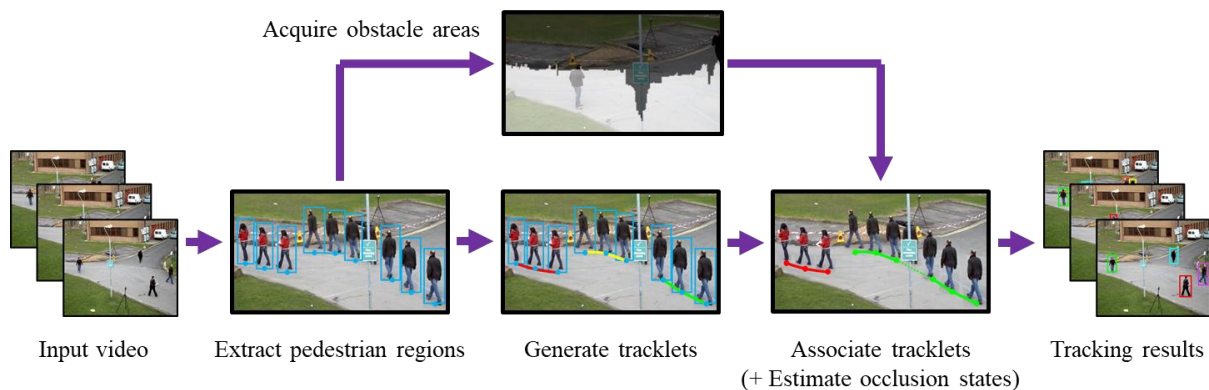 Acquire obstacle areas
Input video
Extract pedestrian regions
Generate tracklets
Associate tracklets
(+ Estimate occlusion states)
Tracking results